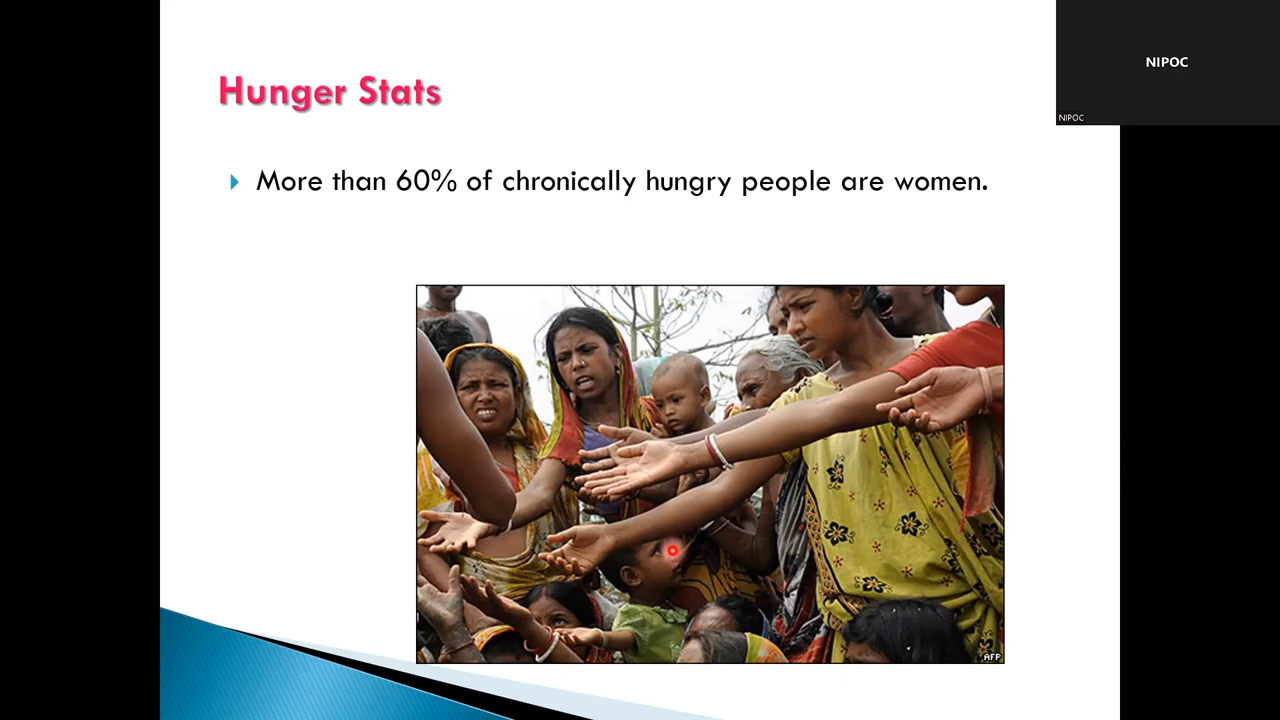 Hunger Stats
More than 60% of chronically hungry people are women.
NIPOC
NIPOC
AFP